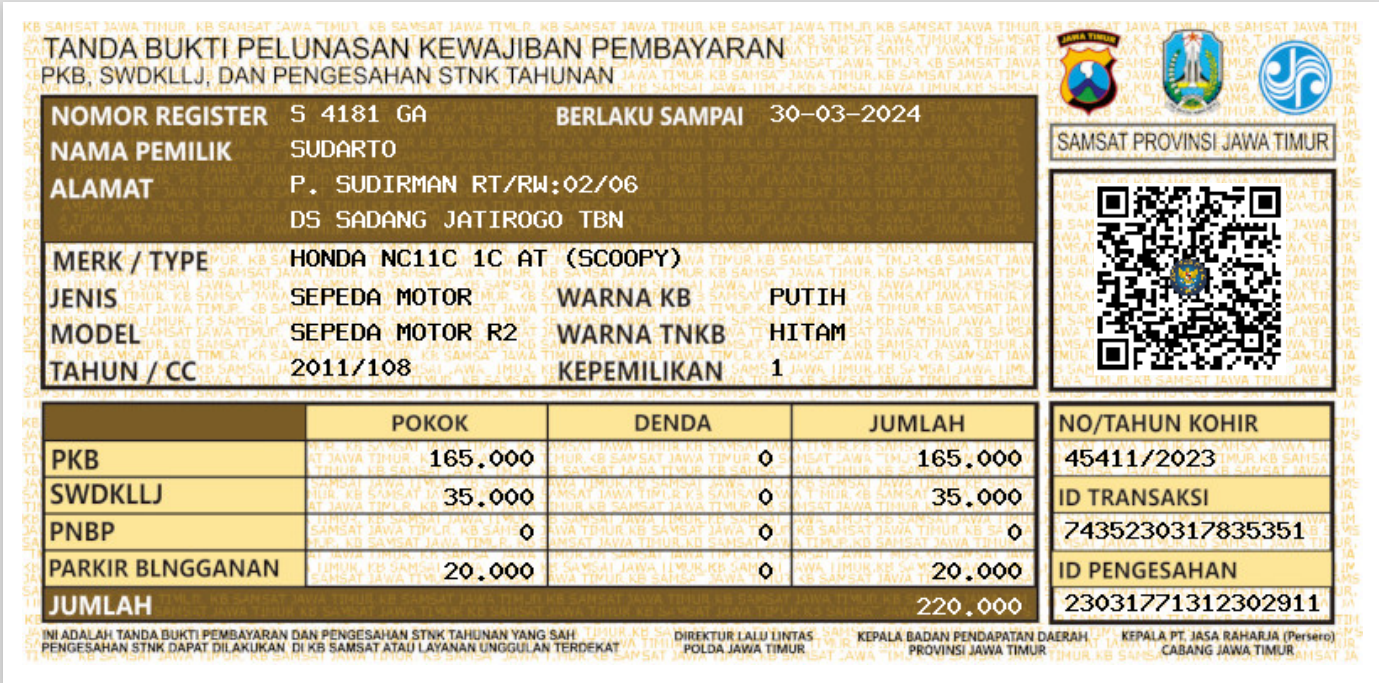 TANDA BUKTI PELUNASAN KEWAJIBAN PEMBAYARAN
PKB, SWDKLLJ, DAN PENGESAHAN STNK TAHUNAN
JAWA TIMUR
SAMSAT PROVINSI JAWA TIMUR
NOMOR REGISTER S 4181 GA BERLAKU SAMPAI 30-03-2024
NAMA PEMILIK SUDARTO
ALAMAT P. SUDIRMAN RT/RW:02/06
DS SADANG JATIROGO TBN
MERK / TYPE HONDA NC11C 1C AT (SCOOPY)
JENIS SEPEDA MOTOR WARNA KB PUTIH
MODEL SEPEDA MOTOR R2 WARNA TNKB HITAM
TAHUN / CC 2011/108 KEPEMILIKAN 1
POKOK DENDA JUMLAH
PKB 165.000 0 165.000
SWDKLLJ 35.000 0 35.000
PNBP 0 0 0
PARKIR BLNGGANAN 20.000 0 20.000
JUMLAH 220.000
NO/TAHUN KOHIR
45411/2023
ID TRANSAKSI
7435230317835351
ID PENGESAHAN
23031771312302911
INI ADALAH TANDA BUKTI PEMBAYARAN DAN PENGESAHAN STNK TAHUNAN YANG SAH
PENGESAHAN STNK DAPAT DILAKUKAN DI KB SAMSAT ATAU LAYANAN UNGGULAN TERDEKAT
DIREKTUR LALU LINTAS
POLDA JAWA TIMUR
KEPALA BADAN PENDAPATAN DAERAH
PROVINSI JAWA TIMUR
KEPALA PT. JASA RAHARJA (Persero)
CABANG JAWA TIMUR